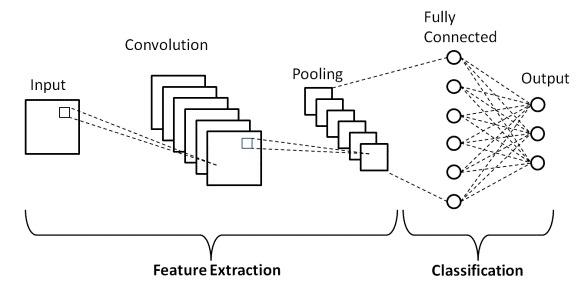 Fully
Connected
Convolution
Pooling
Input
Output
Feature Extraction
Classification